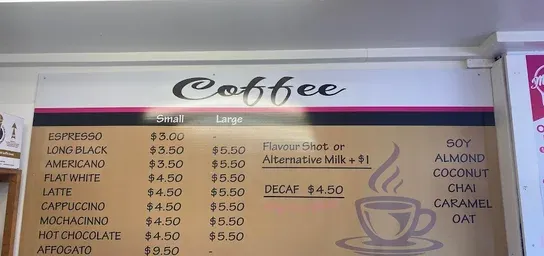 Coffee
Small Large
ESPRESSO $3.00 -
LONG BLACK $3.50 $5.50
AMERICANO $3.50 $5.50
FLAT WHITE $4.50 $5.50
LATTE $4.50 $5.50
CAPPUCCINO $4.50 $5.50
MOCHACINNO $4.50 $5.50
HOT CHOCOLATE $4.50 $5.50
AFFOGATO $9.50 -
Flavour Shot or
Alternative Milk + $1
DECAF $4.50
SOY
ALMOND
COCONUT
CHAI
CARAMEL
OAT